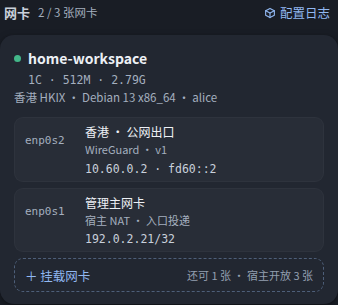 网卡 2 / 3 张网卡 配置日志
home-workspace
1C · 512M · 2.79G
香港 HKIX · Debian 13 x86_64 · alice
enp0s2 香港 · 公网出口
WireGuard · v1
10.60.0.2 · fd60::2
enp0s1 管理主网卡
宿主 NAT · 入口投递
192.0.2.21/32
+ 挂载网卡 还可 1 张 · 宿主开放 3 张